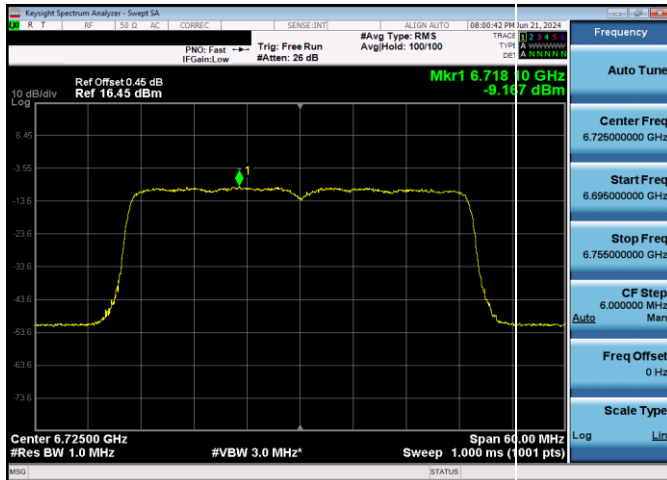 Keysight Spectrum Analyzer - Swept SA
R T RF 50 Ω AC CORREC SENSE:INT ALIGN AUTO 08:00:42 PM Jun 21, 2024
PNO: Fast
IFGain:Low
Trig: Free Run
#Atten: 26 dB
#Avg Type: RMS
Avg|Hold: 100/100
TRACE 1 2 3 4 5 6
TYPE A WWWWW
DET A N N N N N
Frequency
Mkr1 6.718 10 GHz
-9.167 dBm
Ref Offset 0.45 dB
10 dB/div Ref 16.45 dBm
Log
6.45
-3.55
-13.6
-23.6
-33.6
-43.6
-53.6
-63.6
-73.6
1
Center 6.72500 GHz Span 60.00 MHz
#Res BW 1.0 MHz #VBW 3.0 MHz* Sweep 1.000 ms (1001 pts)
MSG STATUS
Auto Tune
Center Freq
6.725000000 GHz
Start Freq
6.695000000 GHz
Stop Freq
6.755000000 GHz
CF Step
6.000000 MHz
Auto Man
Freq Offset
0 Hz
Scale Type
Log Lin